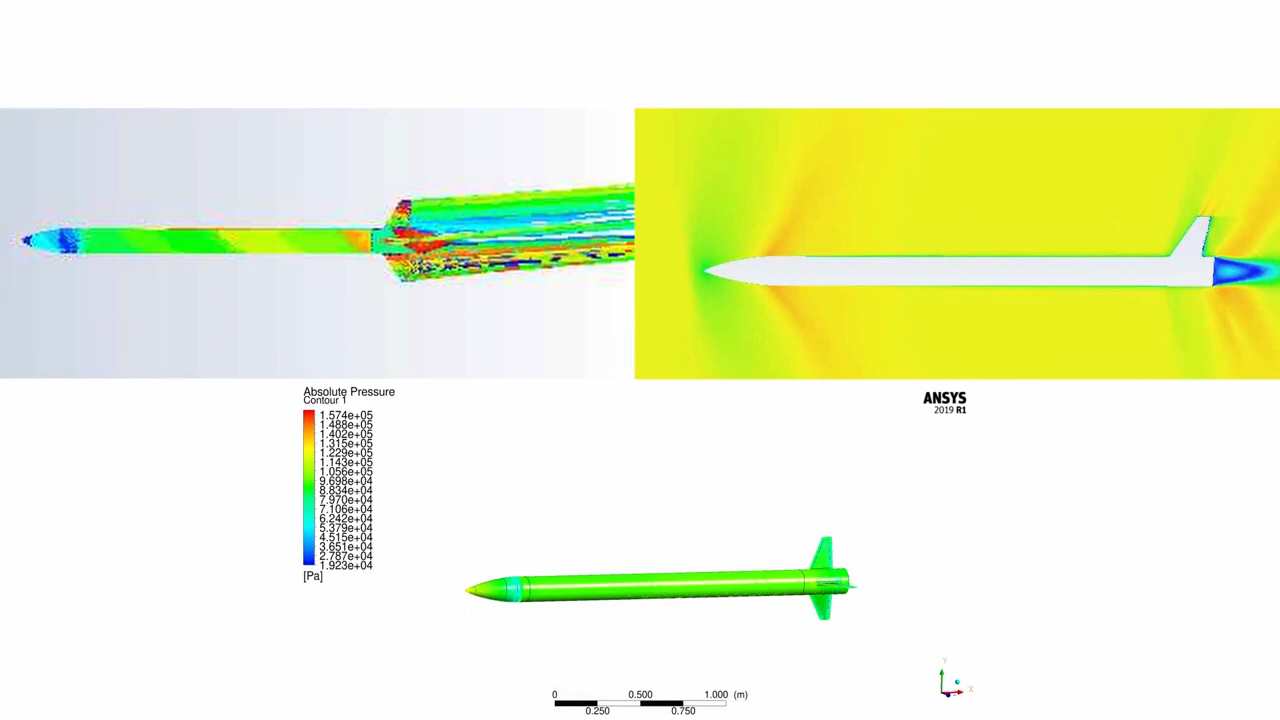 Absolute Pressure
Contour 1
1.574e+05
1.488e+05
1.402e+05
1.315e+05
1.229e+05
1.143e+05
1.056e+05
9.698e+04
8.834e+04
7.970e+04
7.106e+04
6.242e+04
5.379e+04
4.515e+04
3.651e+04
2.787e+04
1.923e+04
[Pa]
ANSYS
2019 R1
0 0.500 1.000 (m)
0.250 0.750
Y
X